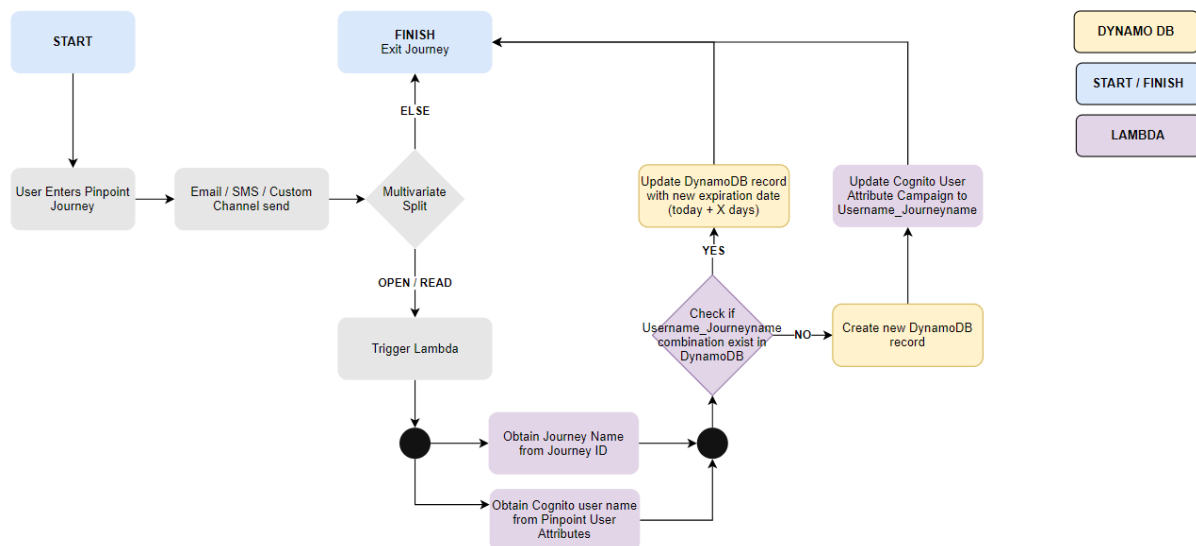 START
FINISH
Exit Journey
DYNAMO DB
START / FINISH
LAMBDA
ELSE
User Enters Pinpoint
Journey
Email / SMS / Custom
Channel send
Multivariate
Split
Update DynamoDB record
with new expiration date
(today + X days)
Update Cognito User
Attribute Campaign to
Username_Journeyname
YES
OPEN / READ
Trigger Lambda
Check if
Username_Journeyname
combination exist in
DynamoDB
NO
Create new DynamoDB
record
Obtain Journey Name
from Journey ID
Obtain Cognito user name
from Pinpoint User
Attributes